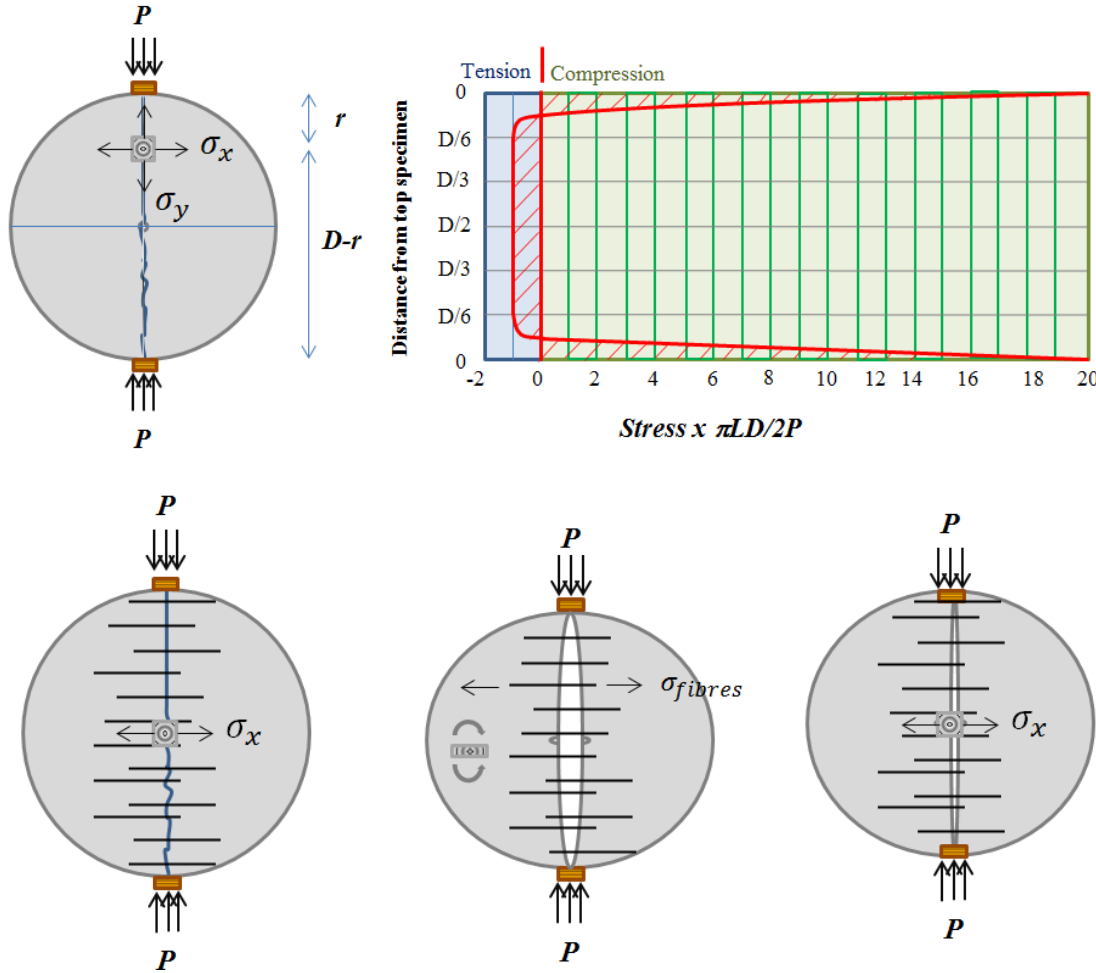 P
r
σx
σy
D-r
P
Tension Compression
Distance from top specimen
0
D/6
D/3
D/2
D/3
D/6
0
-2 0 2 4 6 8 10 12 14 16 20
Stress x πLD/2P
P
σx
P
P
σfibres
P
P
σx
P